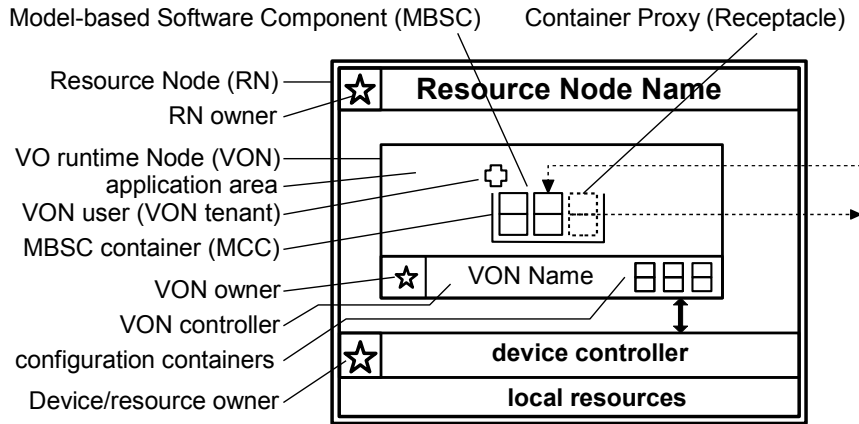 Model-based Software Component (MBSC)
Container Proxy (Receptacle)
Resource Node (RN)
Resource Node Name
RN owner
VO runtime Node (VON)
application area
VON user (VON tenant)
MBSC container (MCC)
VON owner
VON Name
VON controller
configuration containers
device controller
Device/resource owner
local resources